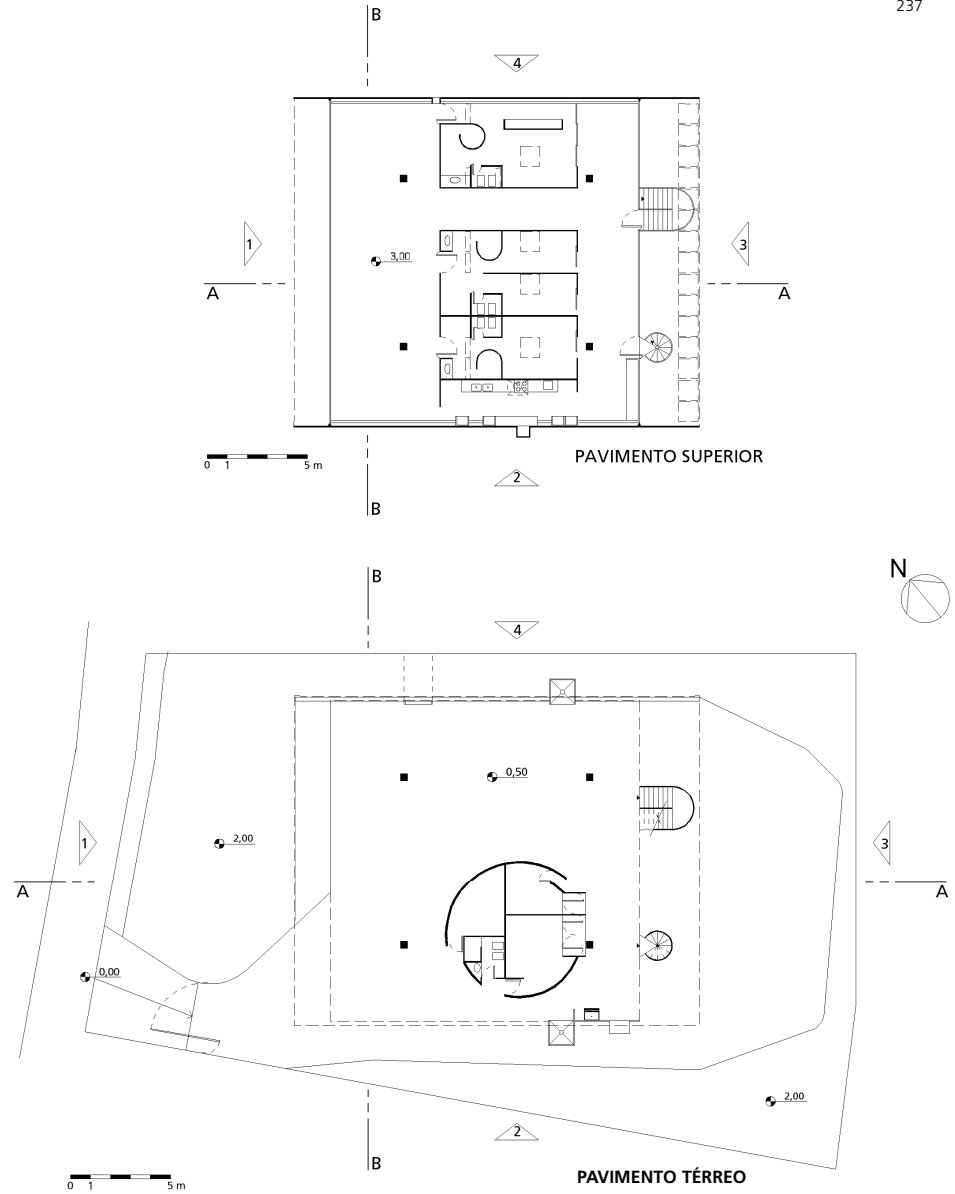 237
B
4
3,00
1
3
A
A
0 1 5 m
PAVIMENTO SUPERIOR
2
B
N
B
4
0,50
2,00
1
3
A
A
0,00
2,00
2
B
0 1 5 m
PAVIMENTO TÉRREO